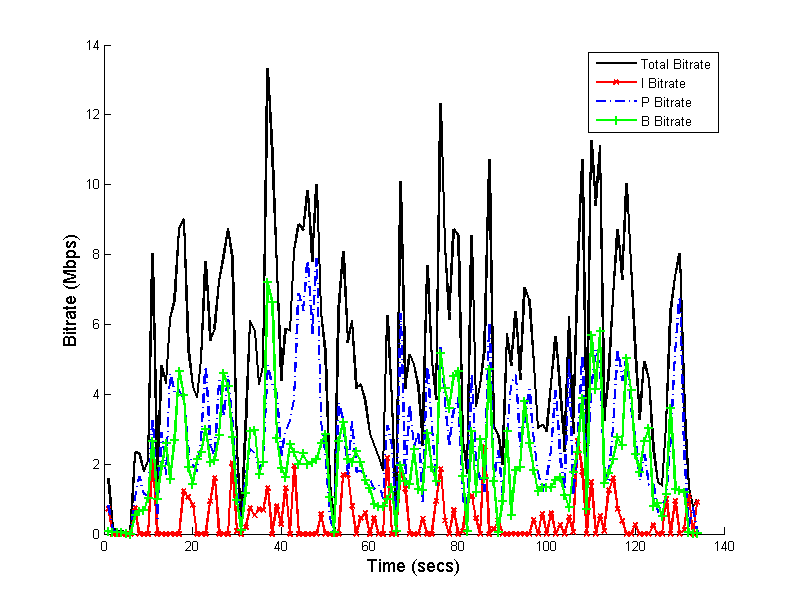 14
12
10
8
6
4
2
0
0
20
40
60
80
100
120
140
Bitrate (Mbps)
Time (secs)
Total Bitrate
I Bitrate
P Bitrate
B Bitrate